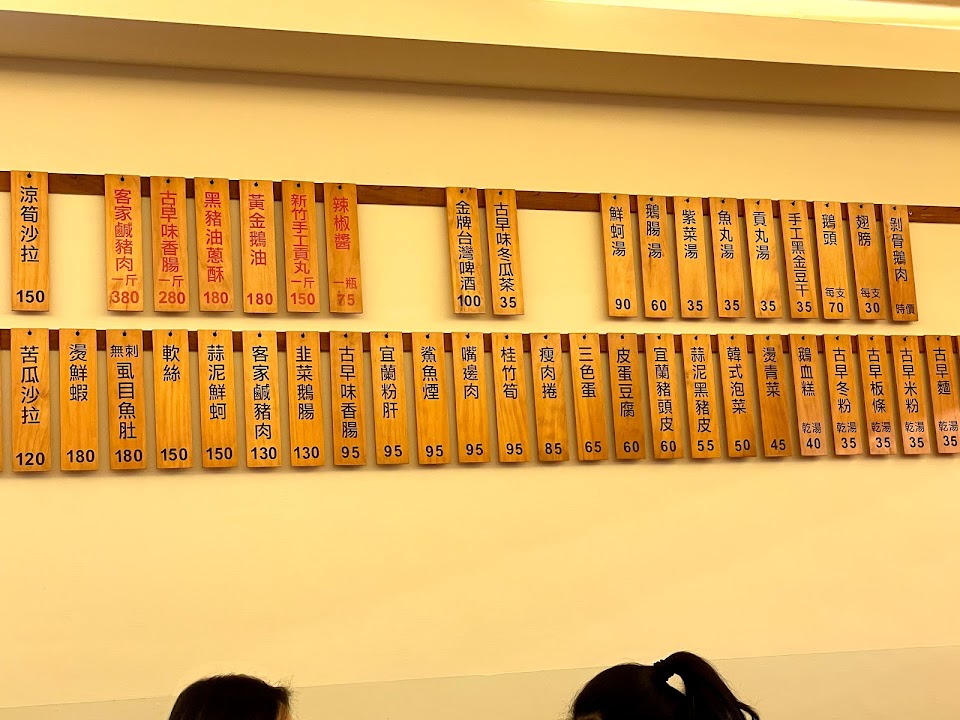 涼筍沙拉 150
客家鹹豬肉 一斤 380
古早味香腸 一斤 280
黑豬油蔥酥 180
黃金鵝油 180
新竹手工貢丸 一斤 150
辣椒醬 一瓶 75
金牌台灣啤酒 100
古早味冬瓜茶 35
鮮蚵湯 90
鵝腸湯 60
紫菜湯 35
魚丸湯 35
貢丸湯 35
手工黑金豆干 35
鵝頭 每支 70
翅膀 每支 30
剝骨鵝肉 時價
苦瓜沙拉 120
燙鮮蝦 180
無刺虱目魚肚 180
軟絲 150
蒜泥鮮蚵 150
客家鹹豬肉 130
韭菜鵝腸 130
古早味香腸 95
宜蘭粉肝 95
鯊魚煙 95
嘴邊肉 95
桂竹筍 95
瘦肉捲 85
三色蛋 65
皮蛋豆腐 60
宜蘭豬頭皮 60
蒜泥黑豬皮 55
韓式泡菜 50
燙青菜 45
鵝血糕 乾湯 40
古早冬粉 乾湯 35
古早板條 乾湯 35
古早米粉 乾湯 35
古早麵 乾湯 35